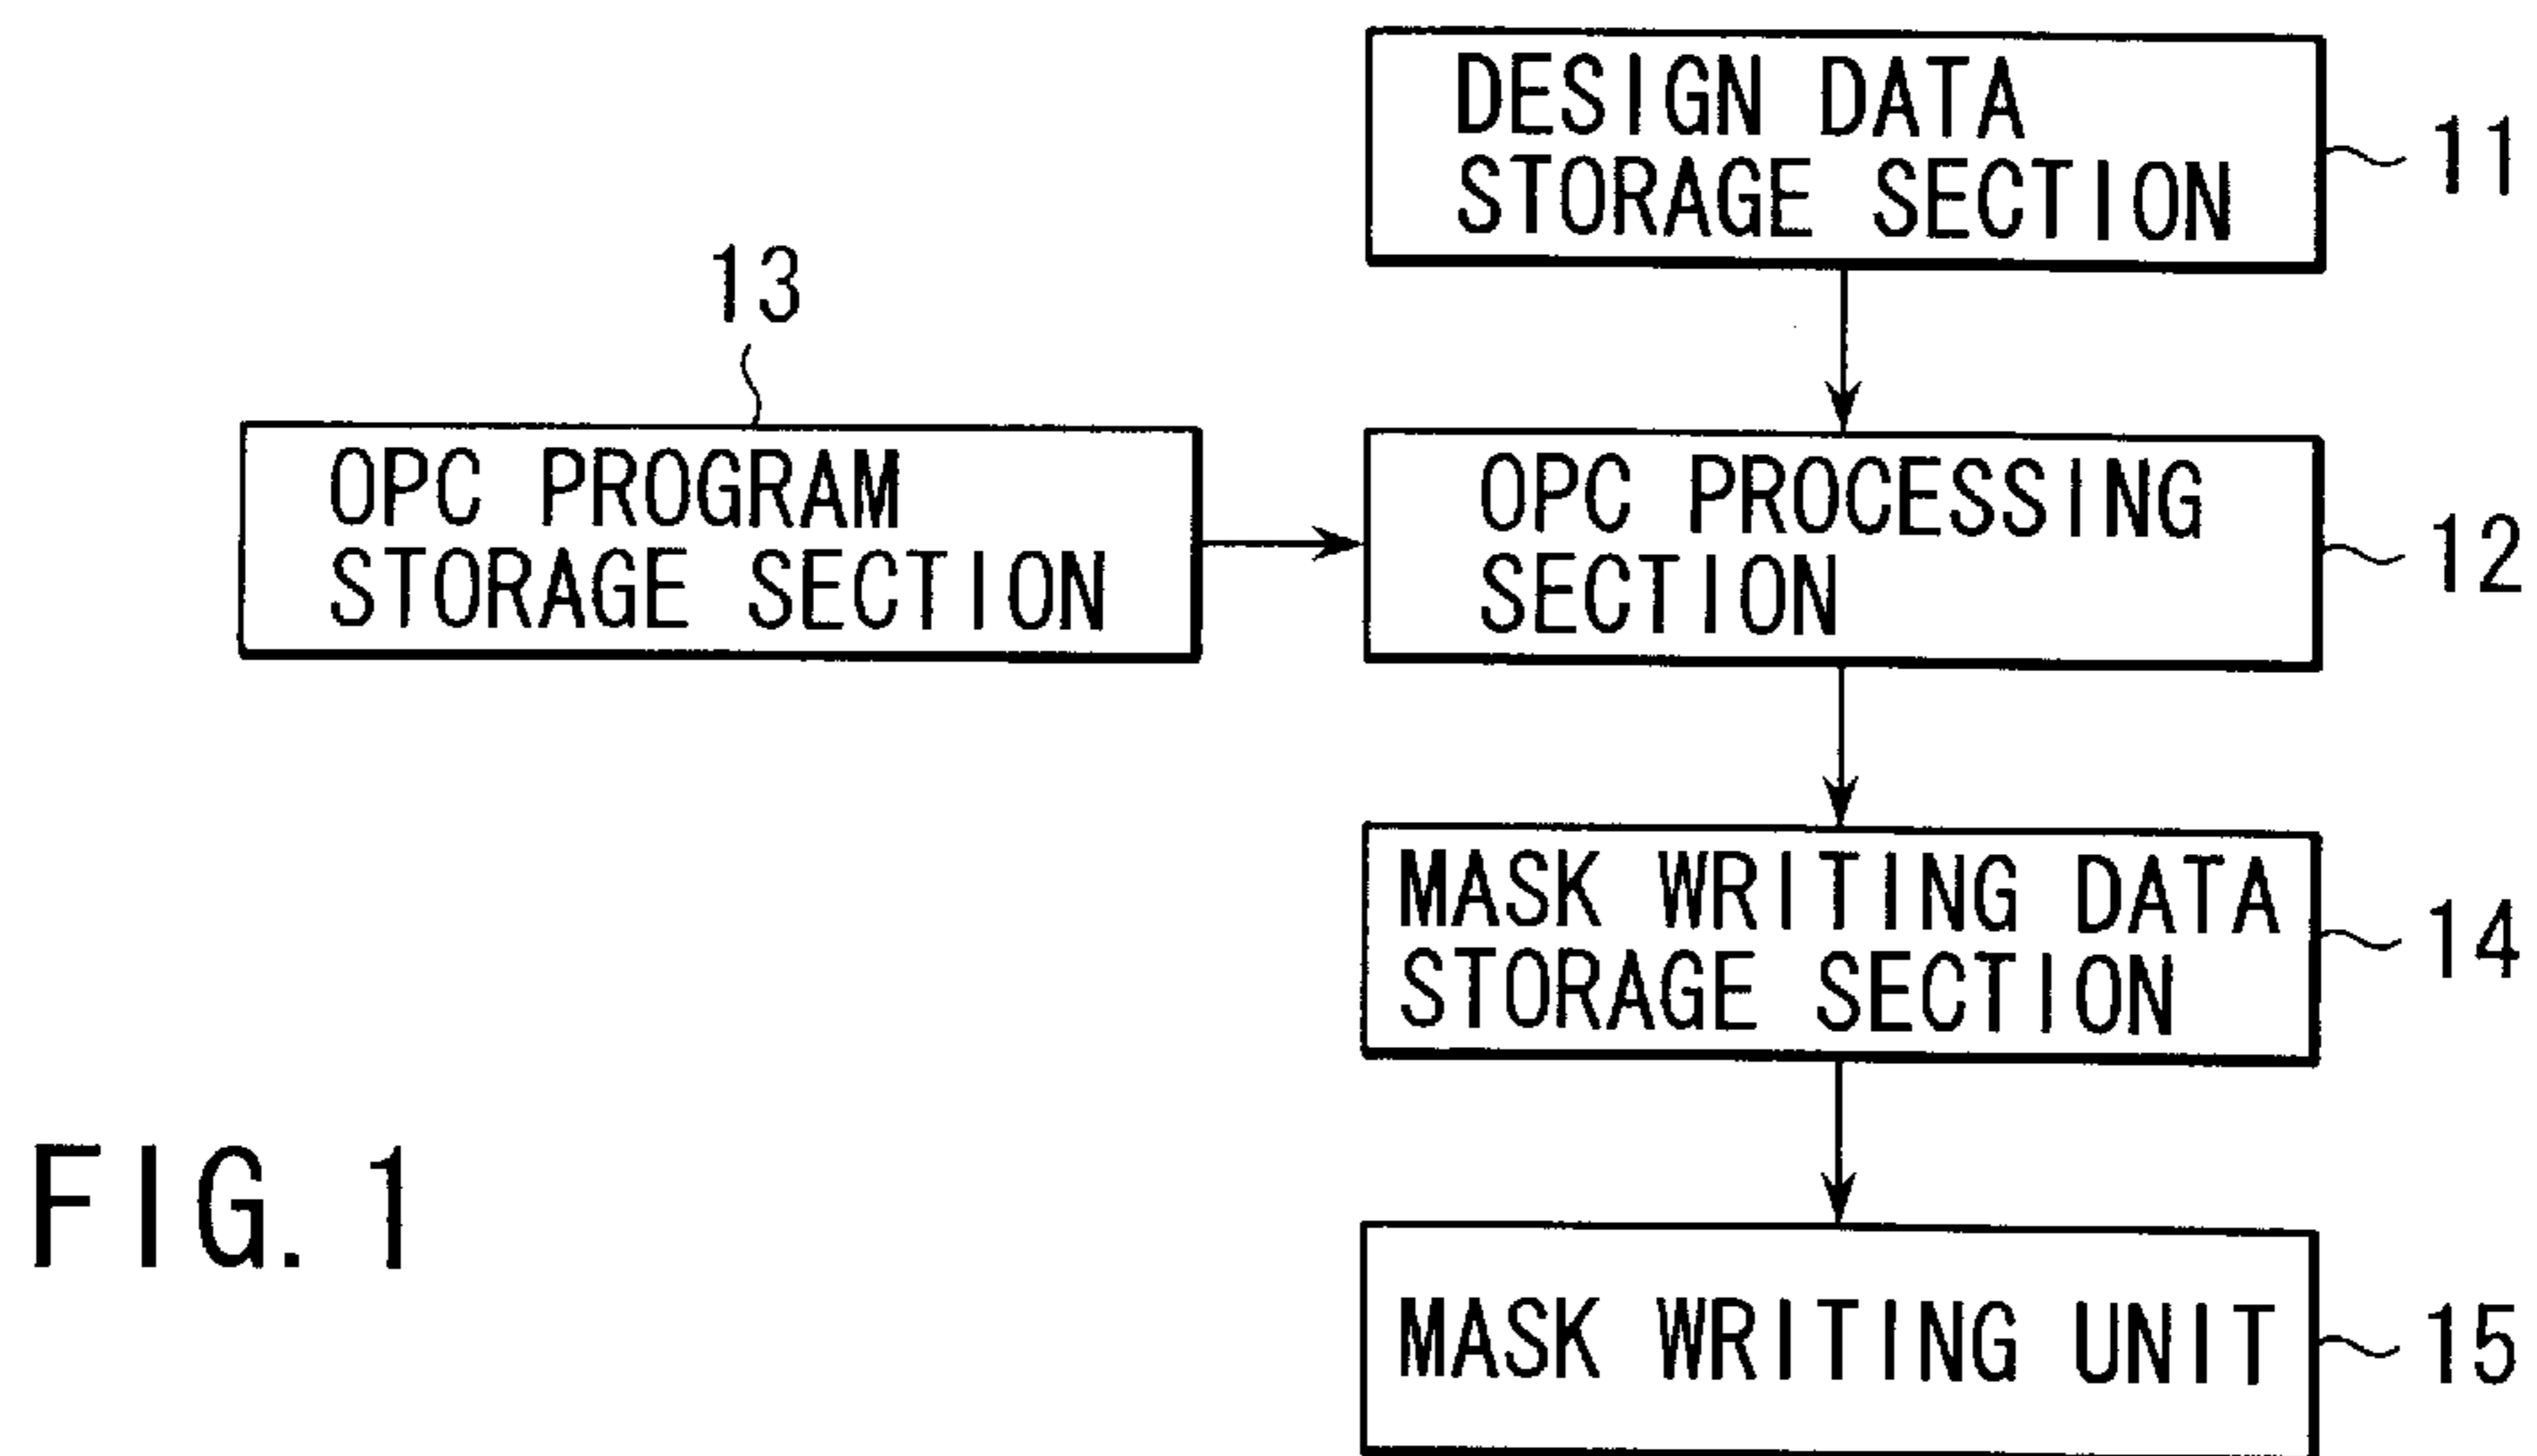 DESIGN DATA
STORAGE SECTION
11
13
OPC PROGRAM
STORAGE SECTION
OPC PROCESSING
SECTION
12
MASK WRITING DATA
STORAGE SECTION
14
MASK WRITING UNIT
15
FIG. 1